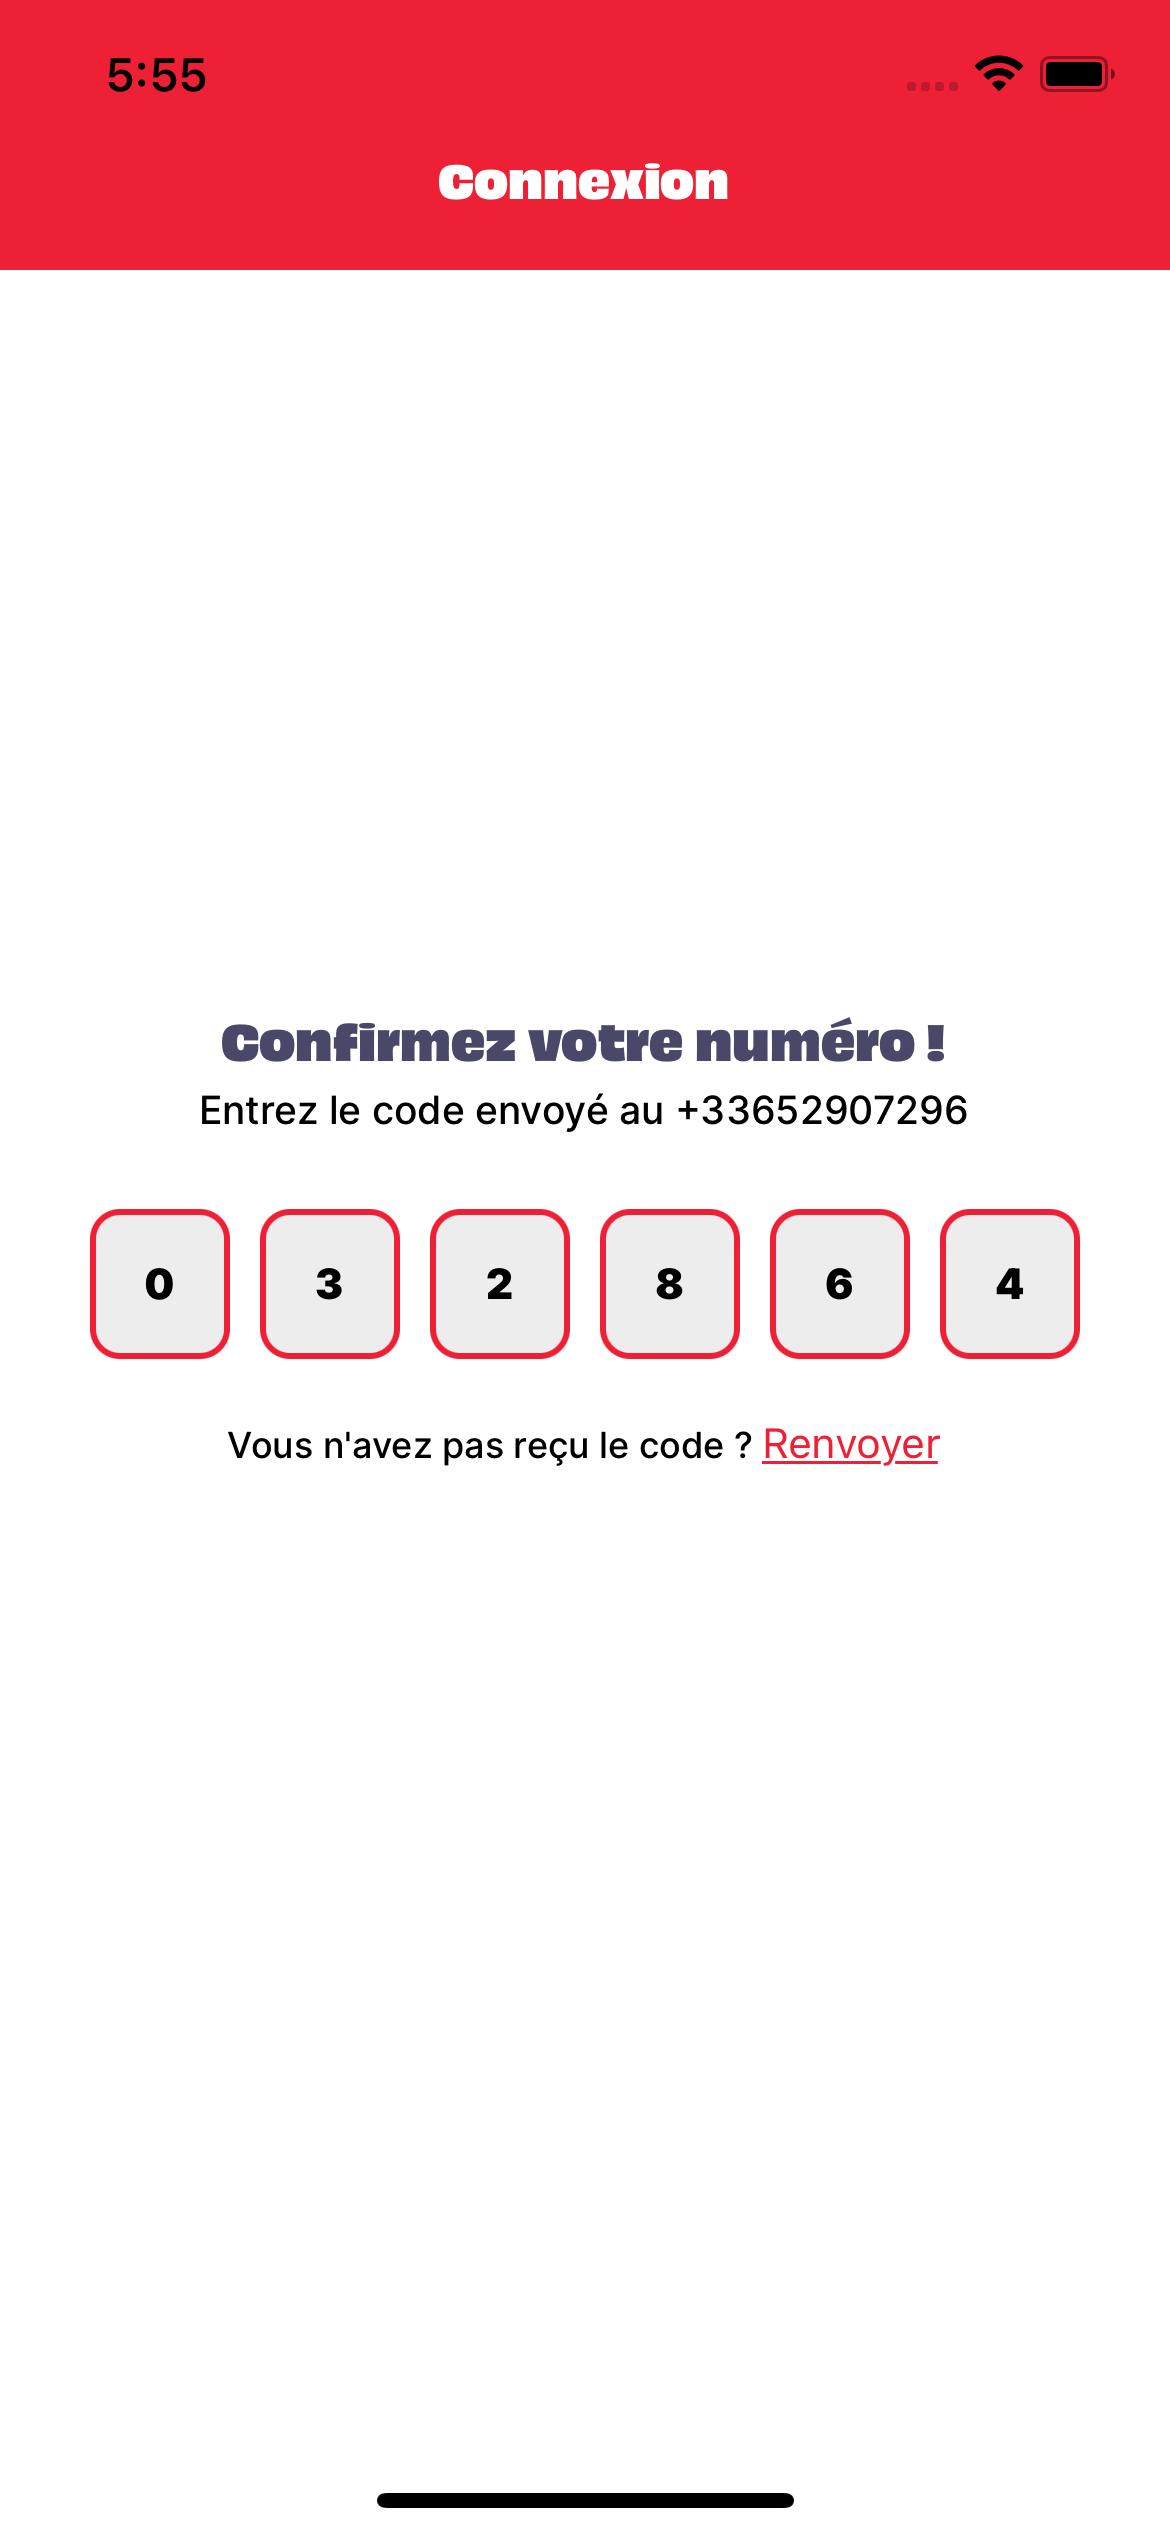 5:55
Connexion
Confirmez votre numéro !
Entrez le code envoyé au +33652907296
0 3 2 8 6 4
Vous n'avez pas reçu le code ? Renvoyer